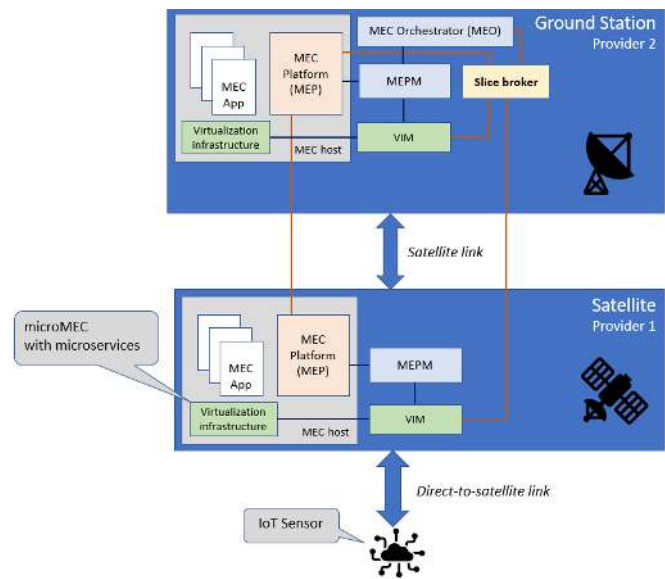 Ground Station
Provider 2
MEC Orchestrator (MEO)
MEC
Platform
(MEP)
MEPM
Slice broker
MEC
App
Virtualization
infrastructure
VIM
MEC host
Satellite link
Satellite
Provider 1
microMEC
with microservices
MEC
Platform
(MEP)
MEC
App
MEPM
Virtualization
infrastructure
VIM
MEC host
Direct-to-satellite link
IoT Sensor